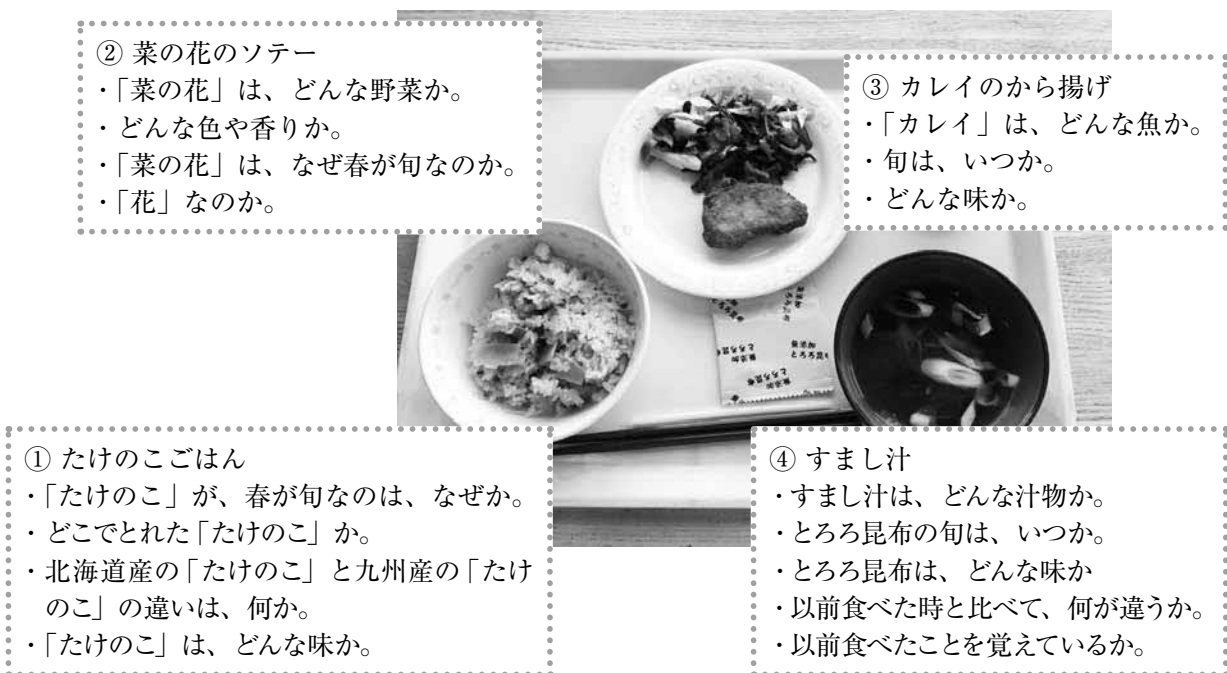 ② 菜の花のソテー
・「菜の花」は、どんな野菜か。
・どんな色や香りか。
・「菜の花」は、なぜ春が旬なのか。
・「花」なのか。
③ カレイのから揚げ
・「カレイ」は、どんな魚か。
・旬は、いつか。
・どんな味か。
① たけのこごはん
・「たけのこ」が、春が旬なのは、なぜか。
・どこでとれた「たけのこ」か。
・北海道産の「たけのこ」と九州産の「たけ
のこ」の違いは、何か。
・「たけのこ」は、どんな味か。
④ すまし汁
・すまし汁は、どんな汁物か。
・とろろ昆布の旬は、いつか。
・とろろ昆布は、どんな味か
・以前食べた時と比べて、何が違うか。
・以前食べたことを覚えているか。
無添加
とろろ昆布